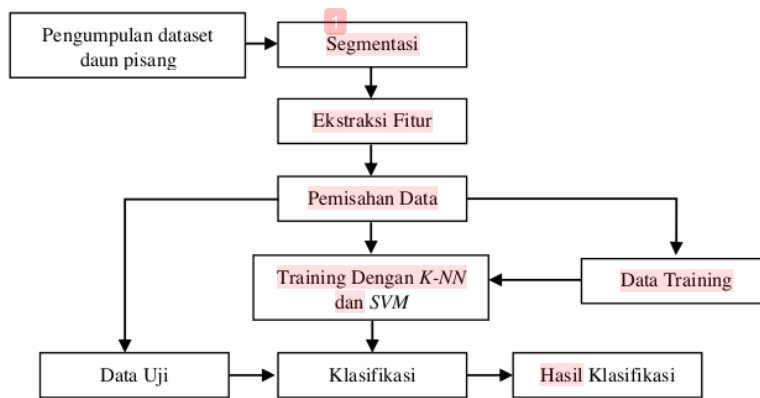 1
Pengumpulan dataset
daun pisang
Segmentasi
Ekstraksi Fitur
Pemisahan Data
Training Dengan K-NN
dan SVM
Data Training
Data Uji
Klasifikasi
Hasil Klasifikasi